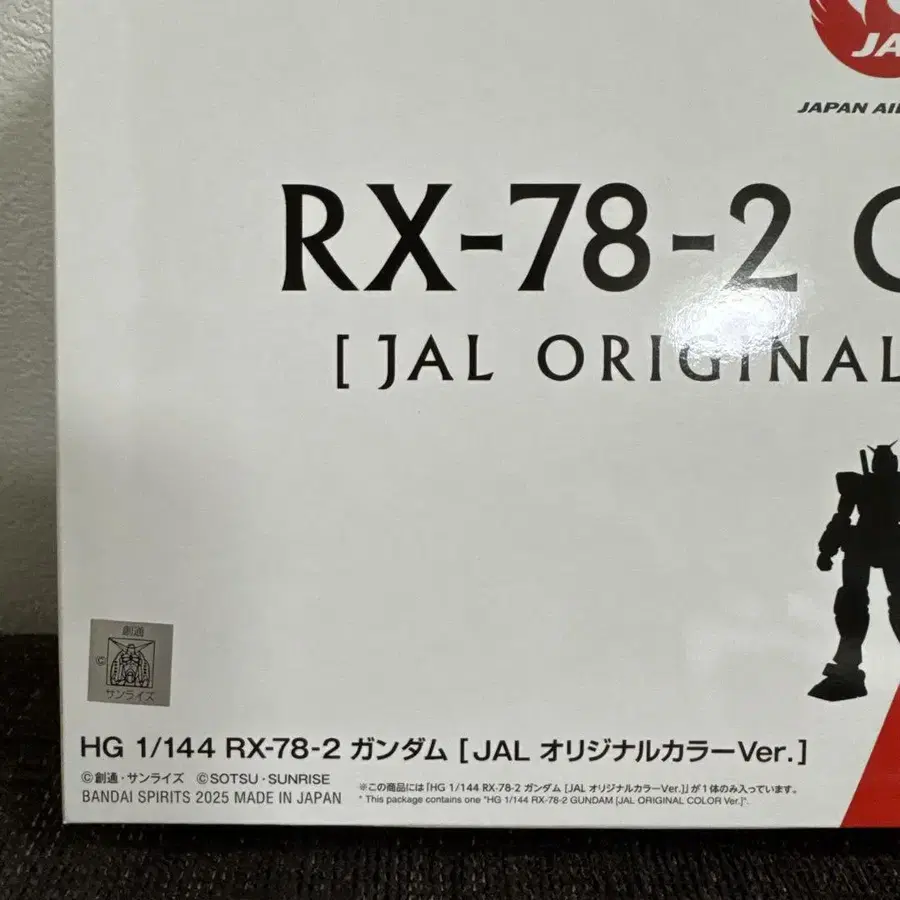 JA
JAPAN AI
RX-78-2
[ JAL ORIGINAL
創通
©
サンライズ
HG 1/144 RX-78-2 ガンダム [JAL オリジナルカラーVer.]
©創通・サンライズ ©SOTSU・SUNRISE
BANDAI SPIRITS 2025 MADE IN JAPAN
※この商品には「HG 1/144 RX-78-2 ガンダム [JAL オリジナルカラーVer.]」が1体のみ入っています。
* This package contains one "HG 1/144 RX-78-2 GUNDAM [JAL ORIGINAL COLOR Ver.]".